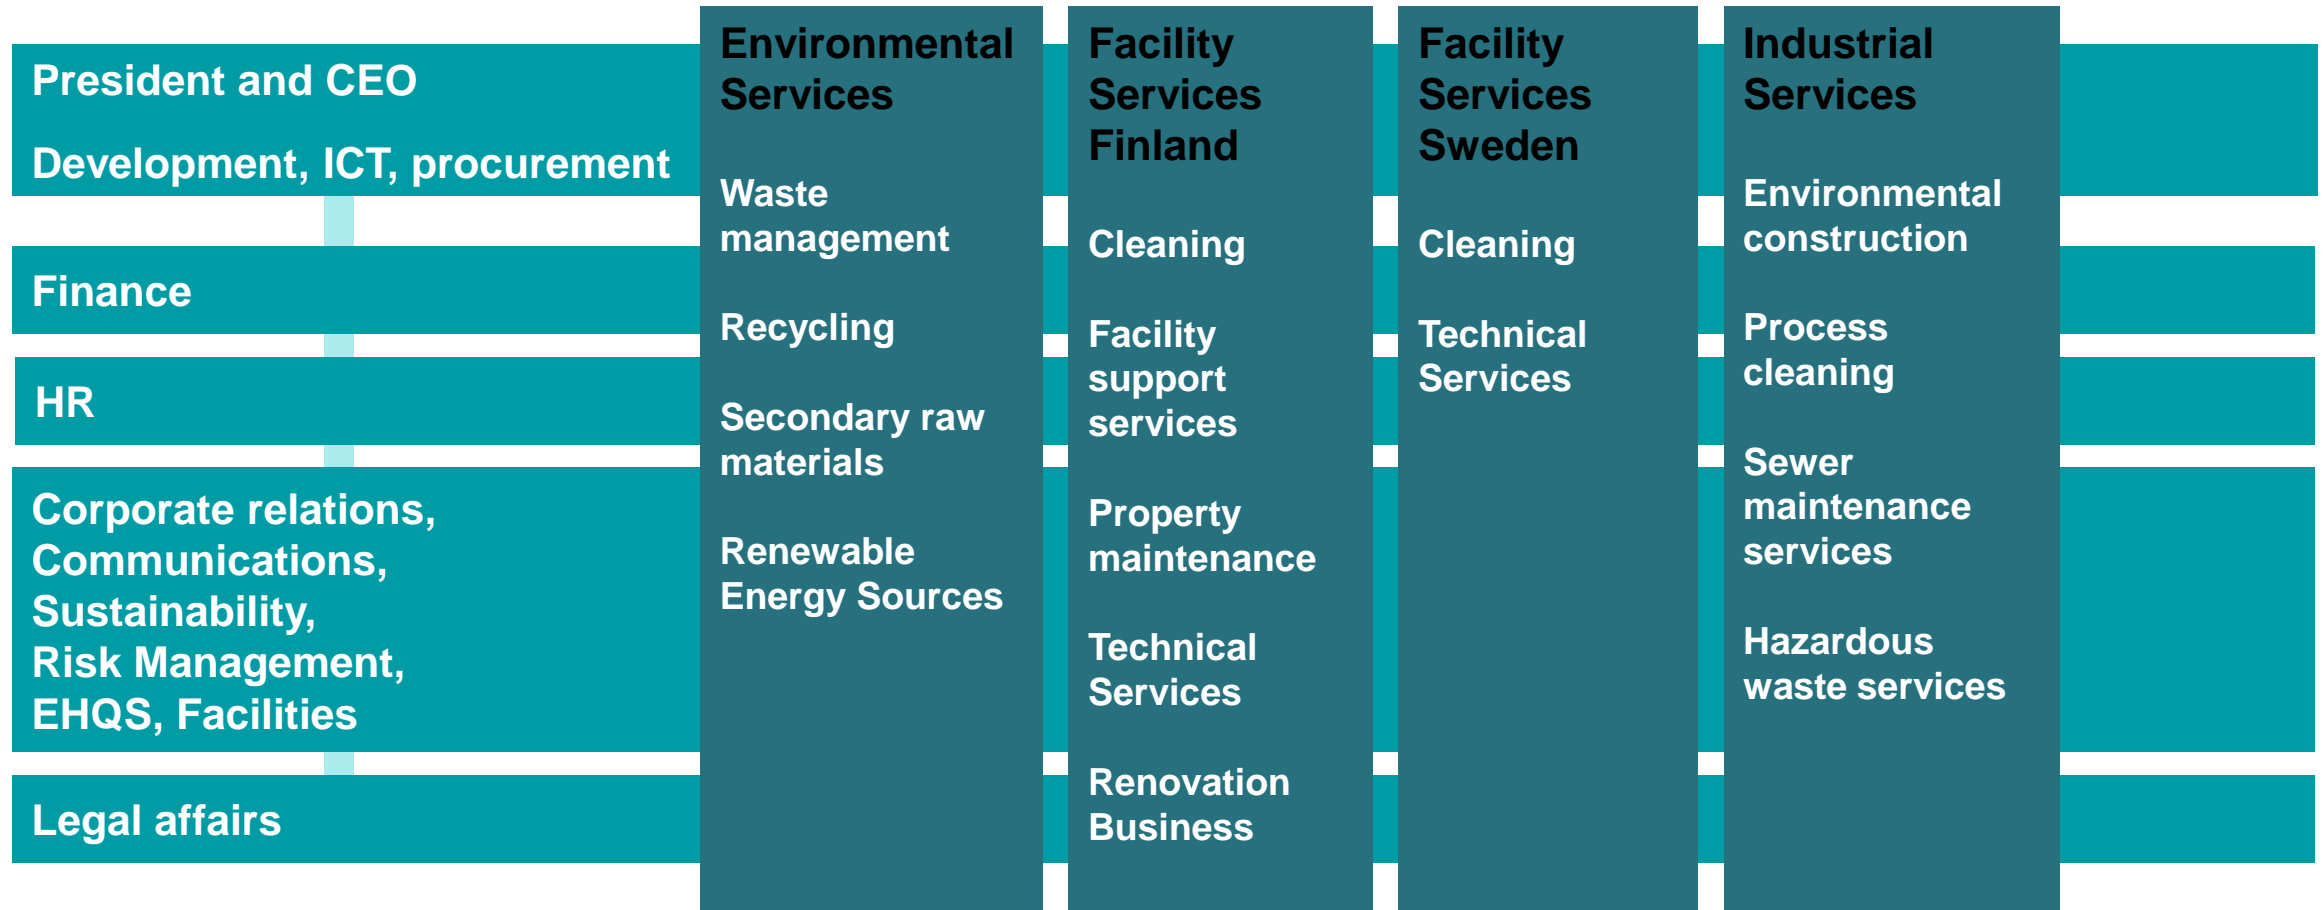 President and CEO
Development, ICT, procurement
Finance
HR
Corporate relations,
Communications,
Sustainability,
Risk Management,
EHQS, Facilities
Legal affairs
Environmental
Services
Waste
management
Recycling
Secondary raw
materials
Renewable
Energy Sources
Facility
Services
Finland
Cleaning
Facility
support
services
Property
maintenance
Technical
Services
Renovation
Business
Facility
Services
Sweden
Cleaning
Technical
Services
Industrial
Services
Environmental
construction
Process
cleaning
Sewer
maintenance
services
Hazardous
waste services